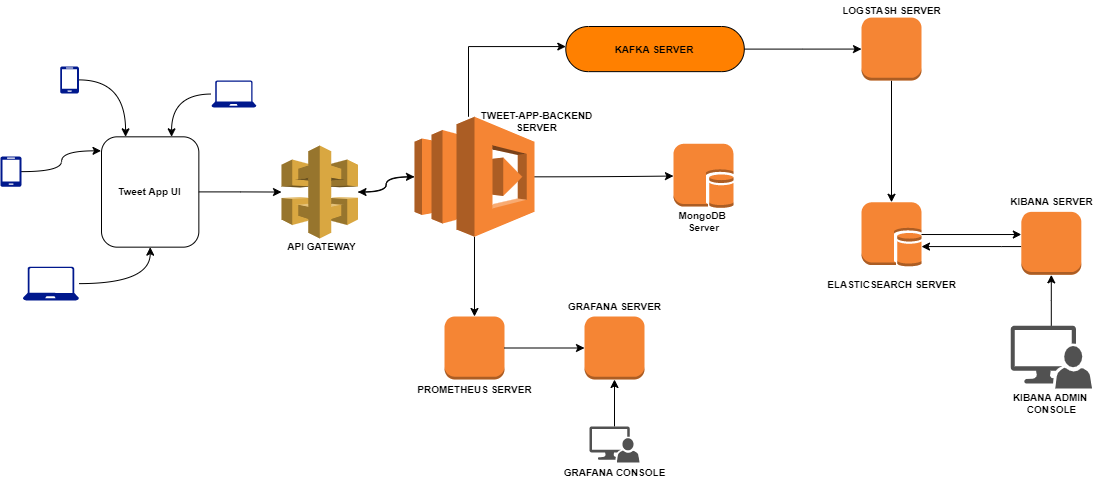 LOGSTASH SERVER
KAFKA SERVER
TWEET-APP-BACKEND
SERVER
Tweet App UI
API GATEWAY
MongoDB
Server
KIBANA SERVER
ELASTICSEARCH SERVER
GRAFANA SERVER
PROMETHEUS SERVER
KIBANA ADMIN
CONSOLE
GRAFANA CONSOLE